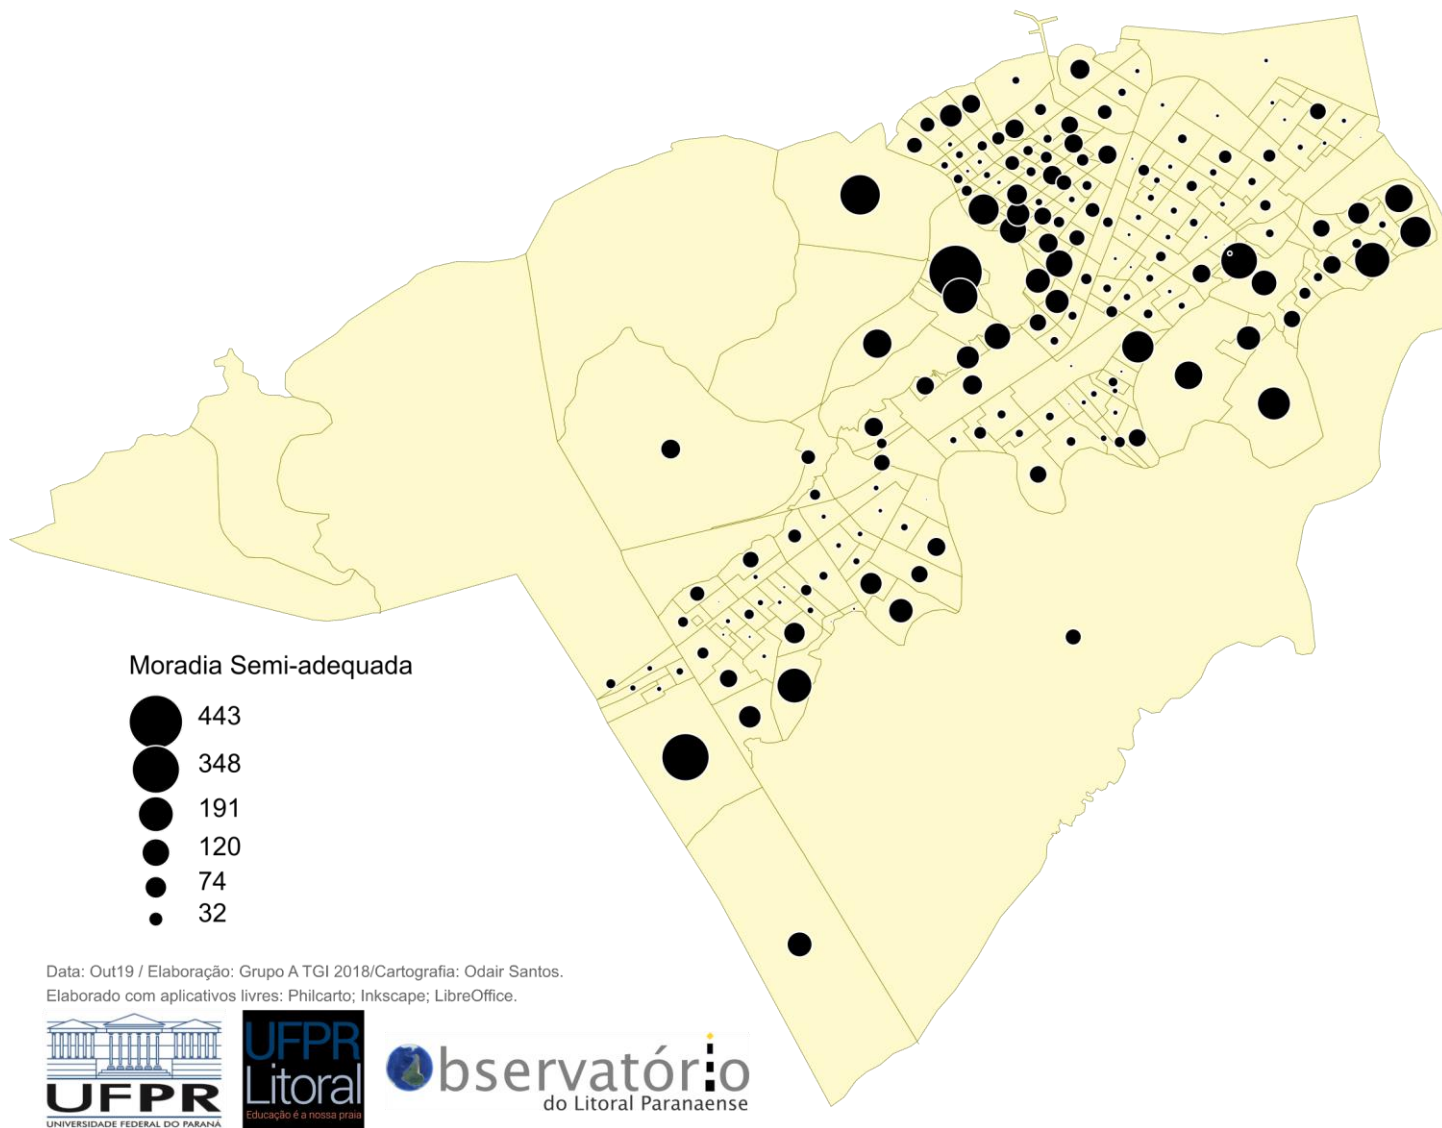 Moradia Semi-adequada
443
348
191
120
74
32
Data: Out19 / Elaboração: Grupo A TGI 2018/Cartografia: Odair Santos.
Elaborado com aplicativos livres: Philcarto; Inkscape; LibreOffice.
UFPR
UNIVERSIDADE FEDERAL DO PARANÁ
UFPR
Litoral
Educação é a nossa praia
Observatório
do Litoral Paranaense